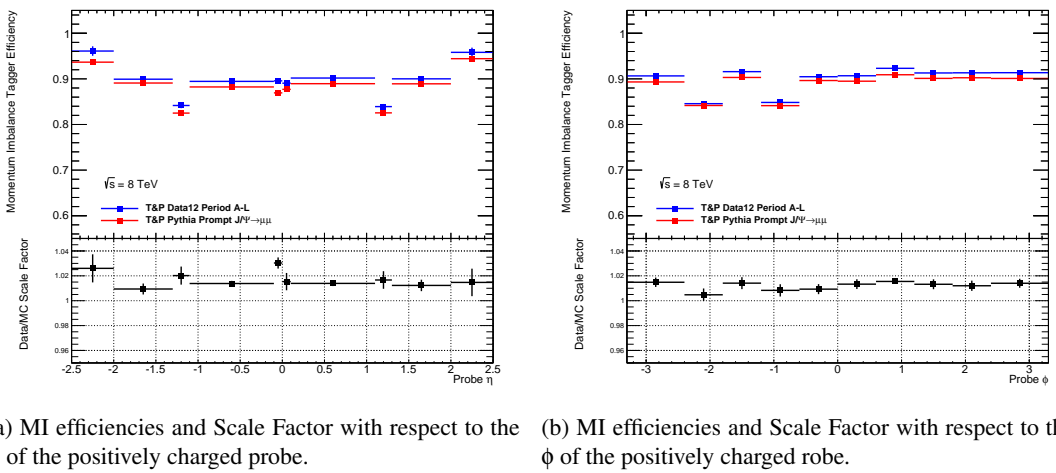 Momentum Imbalance Tagger Efficiency
1
0.9
0.8
0.7
0.6
√s = 8 TeV
T&P Data12 Period A-L
T&P Pythia Prompt J/Ψ→μμ
Data/MC Scale Factor
1.04
1.02
1
0.98
0.96
-2.5 -2 -1.5 -1 -0.5 0 0.5 1 1.5 2 2.5
Probe η
Momentum Imbalance Tagger Efficiency
1
0.9
0.8
0.7
0.6
√s = 8 TeV
T&P Data12 Period A-L
T&P Pythia Prompt J/Ψ→μμ
Data/MC Scale Factor
1.04
1.02
1
0.98
0.96
-3 -2 -1 0 1 2 3
Probe ϕ
) MI efficiencies and Scale Factor with respect to the
of the positively charged probe.
(b) MI efficiencies and Scale Factor with respect to th
ϕ of the positively charged robe.